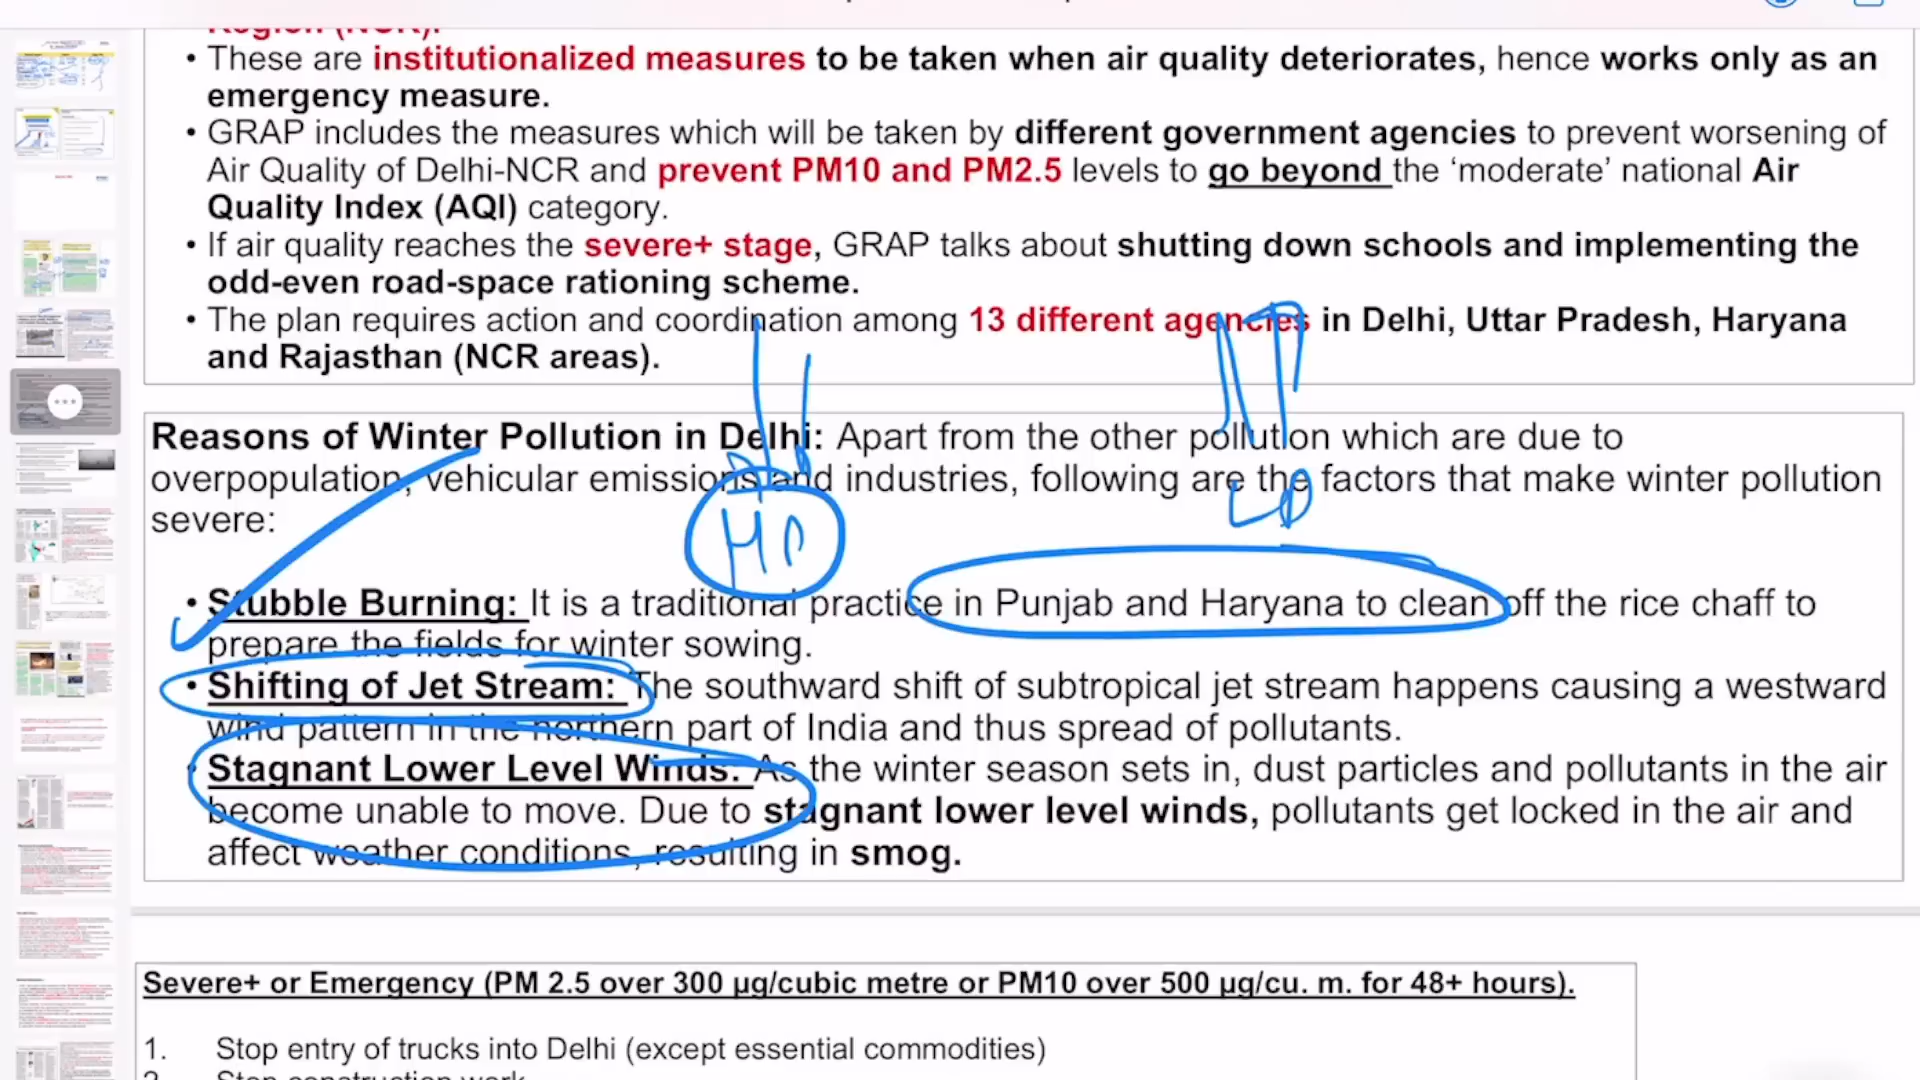 Region (NCR).
• These are institutionalized measures to be taken when air quality deteriorates, hence works only as an
emergency measure.
• GRAP includes the measures which will be taken by different government agencies to prevent worsening of
Air Quality of Delhi-NCR and prevent PM10 and PM2.5 levels to go beyond the ‘moderate’ national Air
Quality Index (AQI) category.
• If air quality reaches the severe+ stage, GRAP talks about shutting down schools and implementing the
odd-even road-space rationing scheme.
• The plan requires action and coordination among 13 different agencies in Delhi, Uttar Pradesh, Haryana
and Rajasthan (NCR areas).
Reasons of Winter Pollution in Delhi: Apart from the other pollution which are due to
overpopulation, vehicular emissions and industries, following are the factors that make winter pollution
severe:
HP
LP
• Stubble Burning: It is a traditional practice in Punjab and Haryana to clean off the rice chaff to
prepare the fields for winter sowing.
• Shifting of Jet Stream: The southward shift of subtropical jet stream happens causing a westward
wind pattern in the northern part of India and thus spread of pollutants.
• Stagnant Lower Level Winds: As the winter season sets in, dust particles and pollutants in the air
become unable to move. Due to stagnant lower level winds, pollutants get locked in the air and
affect weather conditions, resulting in smog.
Severe+ or Emergency (PM 2.5 over 300 µg/cubic metre or PM10 over 500 µg/cu. m. for 48+ hours).
1. Stop entry of trucks into Delhi (except essential commodities)
2. Stop construction work